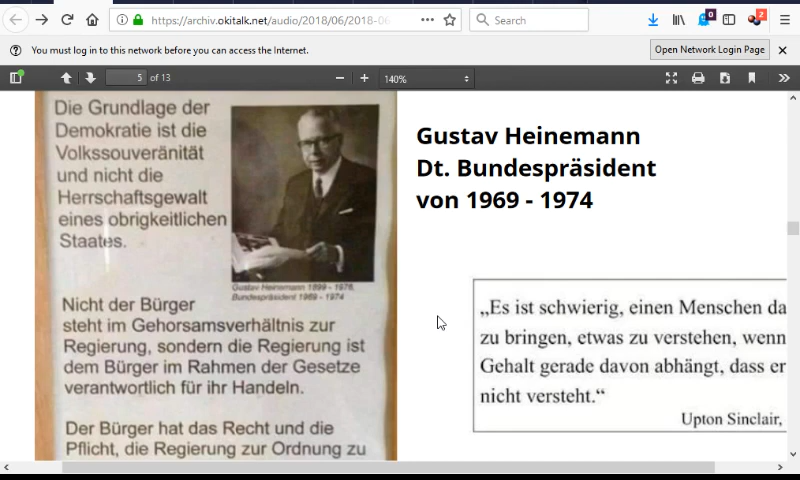 https://archiv.okitalk.net/audio/2018/06/2018-06
Search
0
2
You must log in to this network before you can access the Internet.
Open Network Login Page
5 of 13
140%
Die Grundlage der
Demokratie ist die
Volkssouveränität
und nicht die
Herrschaftsgewalt
eines obrigkeitlichen
Staates.
Gustav Heinemann 1899 - 1976,
Bundespräsident 1969 - 1974
Nicht der Bürger
steht im Gehorsamsverhältnis zur
Regierung, sondern die Regierung ist
dem Bürger im Rahmen der Gesetze
verantwortlich für ihr Handeln.
Der Bürger hat das Recht und die
Pflicht, die Regierung zur Ordnung zu
Gustav Heinemann
Dt. Bundespräsident
von 1969 - 1974
„Es ist schwierig, einen Menschen da
zu bringen, etwas zu verstehen, wenn
Gehalt gerade davon abhängt, dass er
nicht versteht.“
Upton Sinclair,